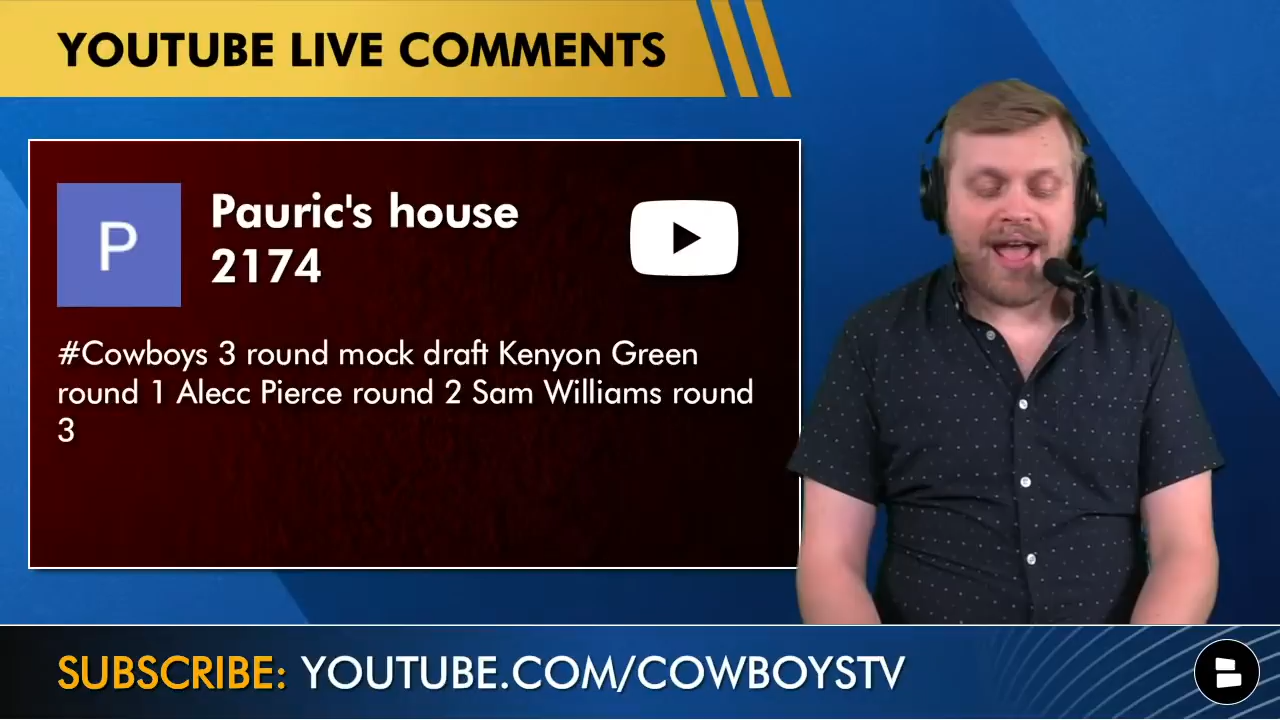 YOUTUBE LIVE COMMENTS
P
Pauric's house
2174
#Cowboys 3 round mock draft Kenyon Green
round 1 Alecc Pierce round 2 Sam Williams round
3
SUBSCRIBE: YOUTUBE.COM/COWBOYSTV